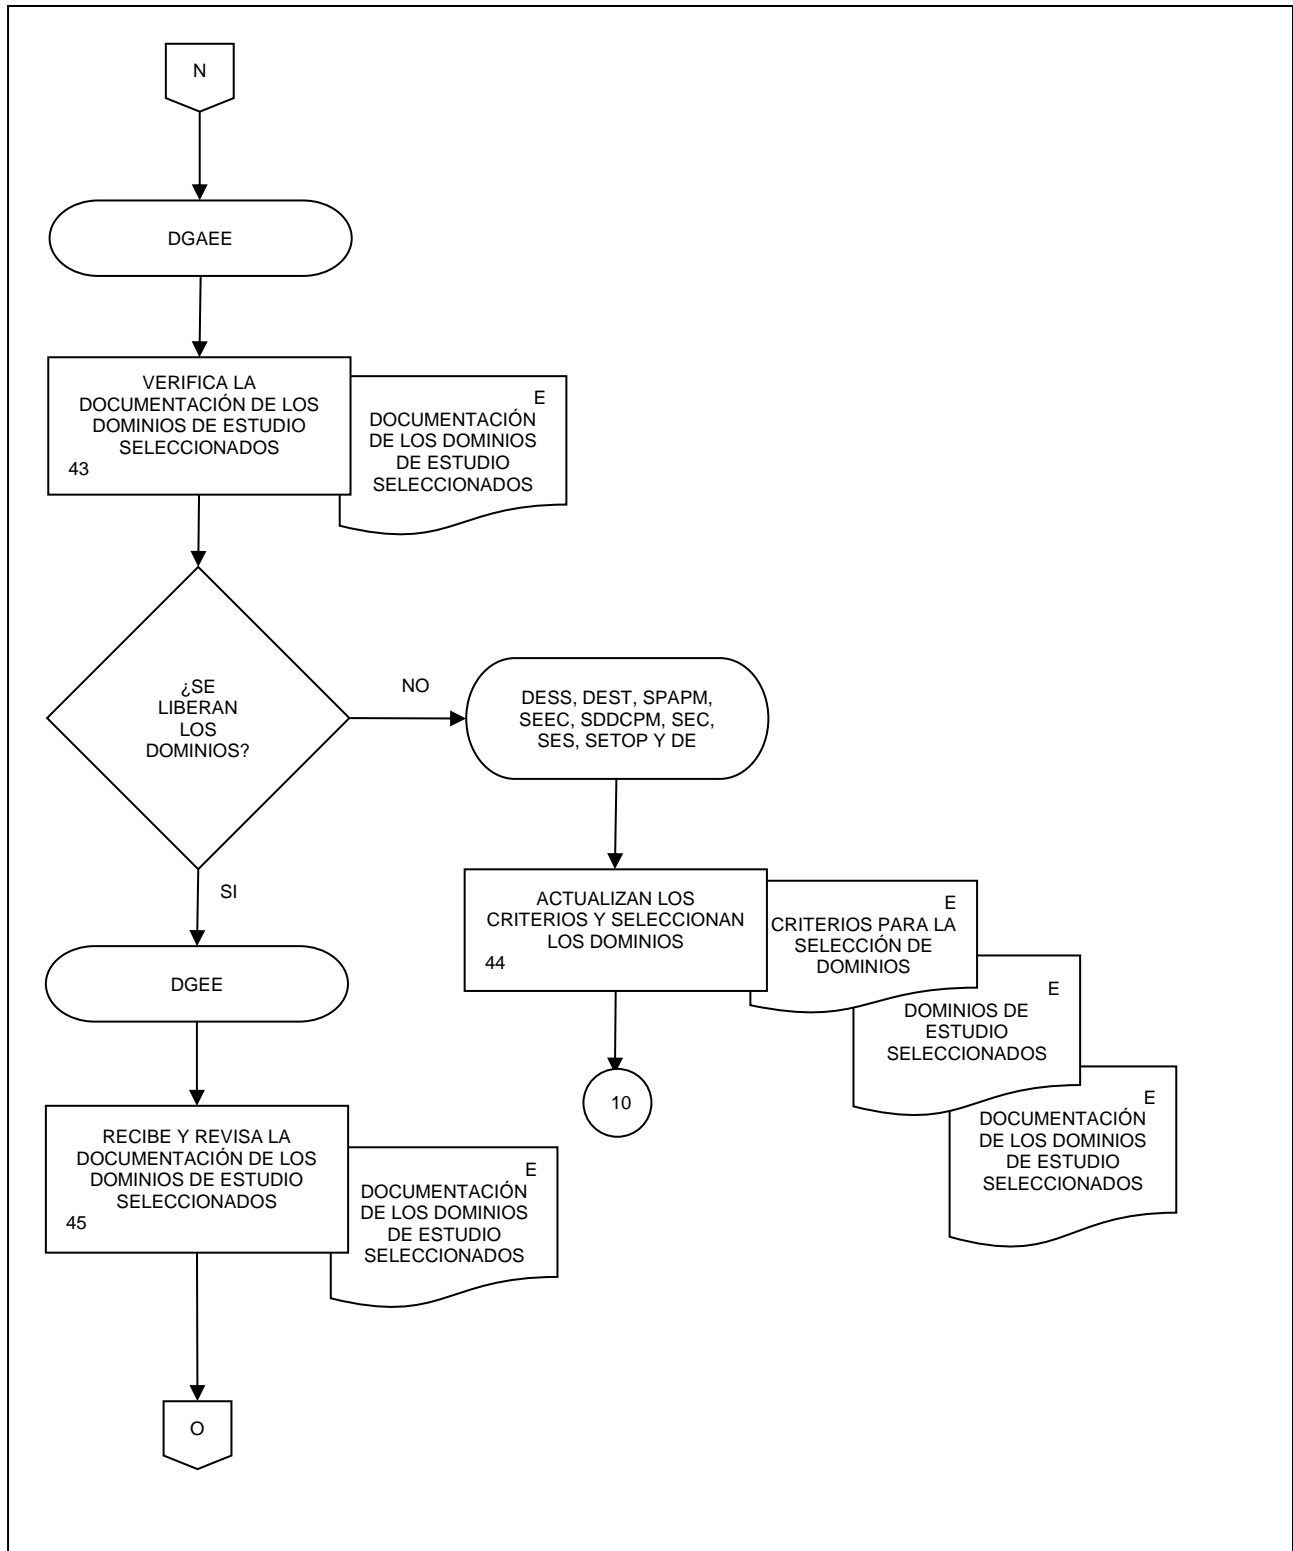 N
DGAEE
VERIFICA LA
DOCUMENTACIÓN DE LOS
DOMINIOS DE ESTUDIO
SELECCIONADOS
43
E
DOCUMENTACIÓN
DE LOS DOMINIOS
DE ESTUDIO
SELECCIONADOS
¿SE
LIBERAN
LOS
DOMINIOS?
NO
DESS, DEST, SPAPM,
SEEC, SDDCPM, SEC,
SES, SETOP Y DE
ACTUALIZAN LOS
CRITERIOS Y SELECCIONAN
LOS DOMINIOS
44
E
CRITERIOS PARA LA
SELECCIÓN DE
DOMINIOS
E
DOMINIOS DE
ESTUDIO
SELECCIONADOS
E
DOCUMENTACIÓN
DE LOS DOMINIOS
DE ESTUDIO
SELECCIONADOS
10
SI
DGEE
RECIBE Y REVISA LA
DOCUMENTACIÓN DE LOS
DOMINIOS DE ESTUDIO
SELECCIONADOS
45
E
DOCUMENTACIÓN
DE LOS DOMINIOS
DE ESTUDIO
SELECCIONADOS
O